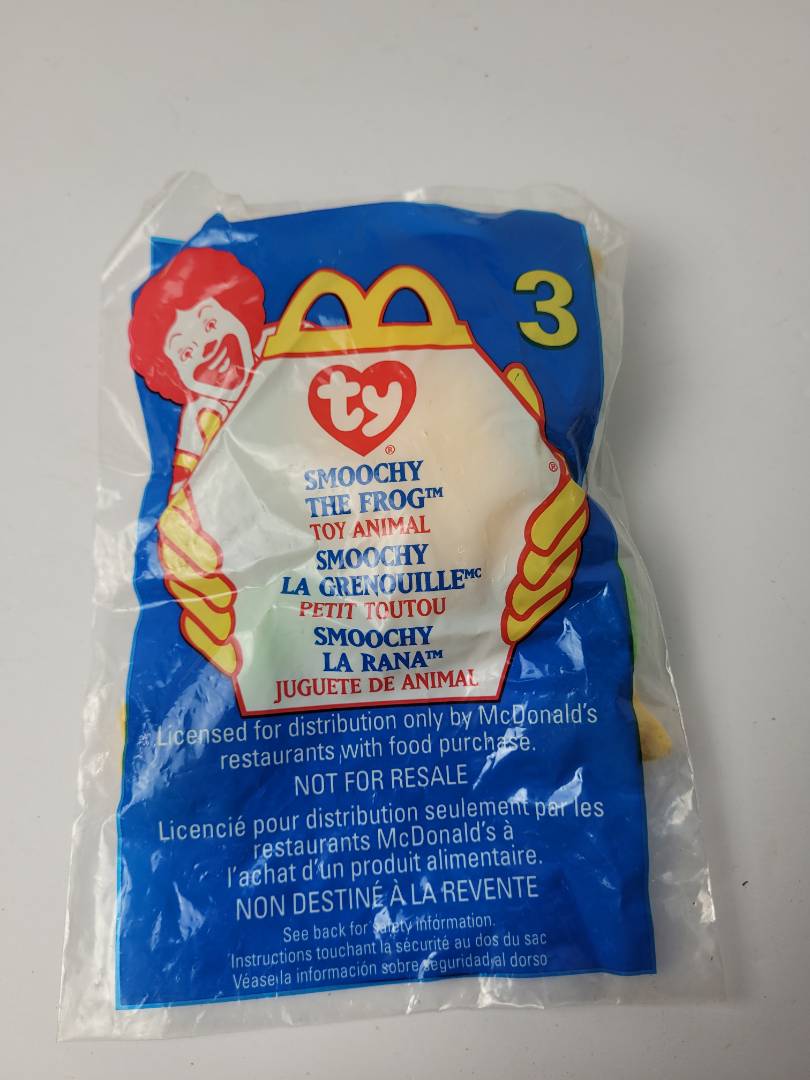 3
ty
®
SMOOCHY
THE FROG™
TOY ANIMAL
SMOOCHY
LA GRENOUILLE MC
PETIT TOUTOU
SMOOCHY
LA RANA™
JUGUETE DE ANIMAL
®
Licensed for distribution only by McDonald's
restaurants with food purchase.
NOT FOR RESALE
Licencié pour distribution seulement par les
restaurants McDonald's à
l'achat d'un produit alimentaire.
NON DESTINÉ À LA REVENTE
See back for safety information.
Instructions touchant la sécurité au dos du sac
Véase la información sobre seguridad al dorso